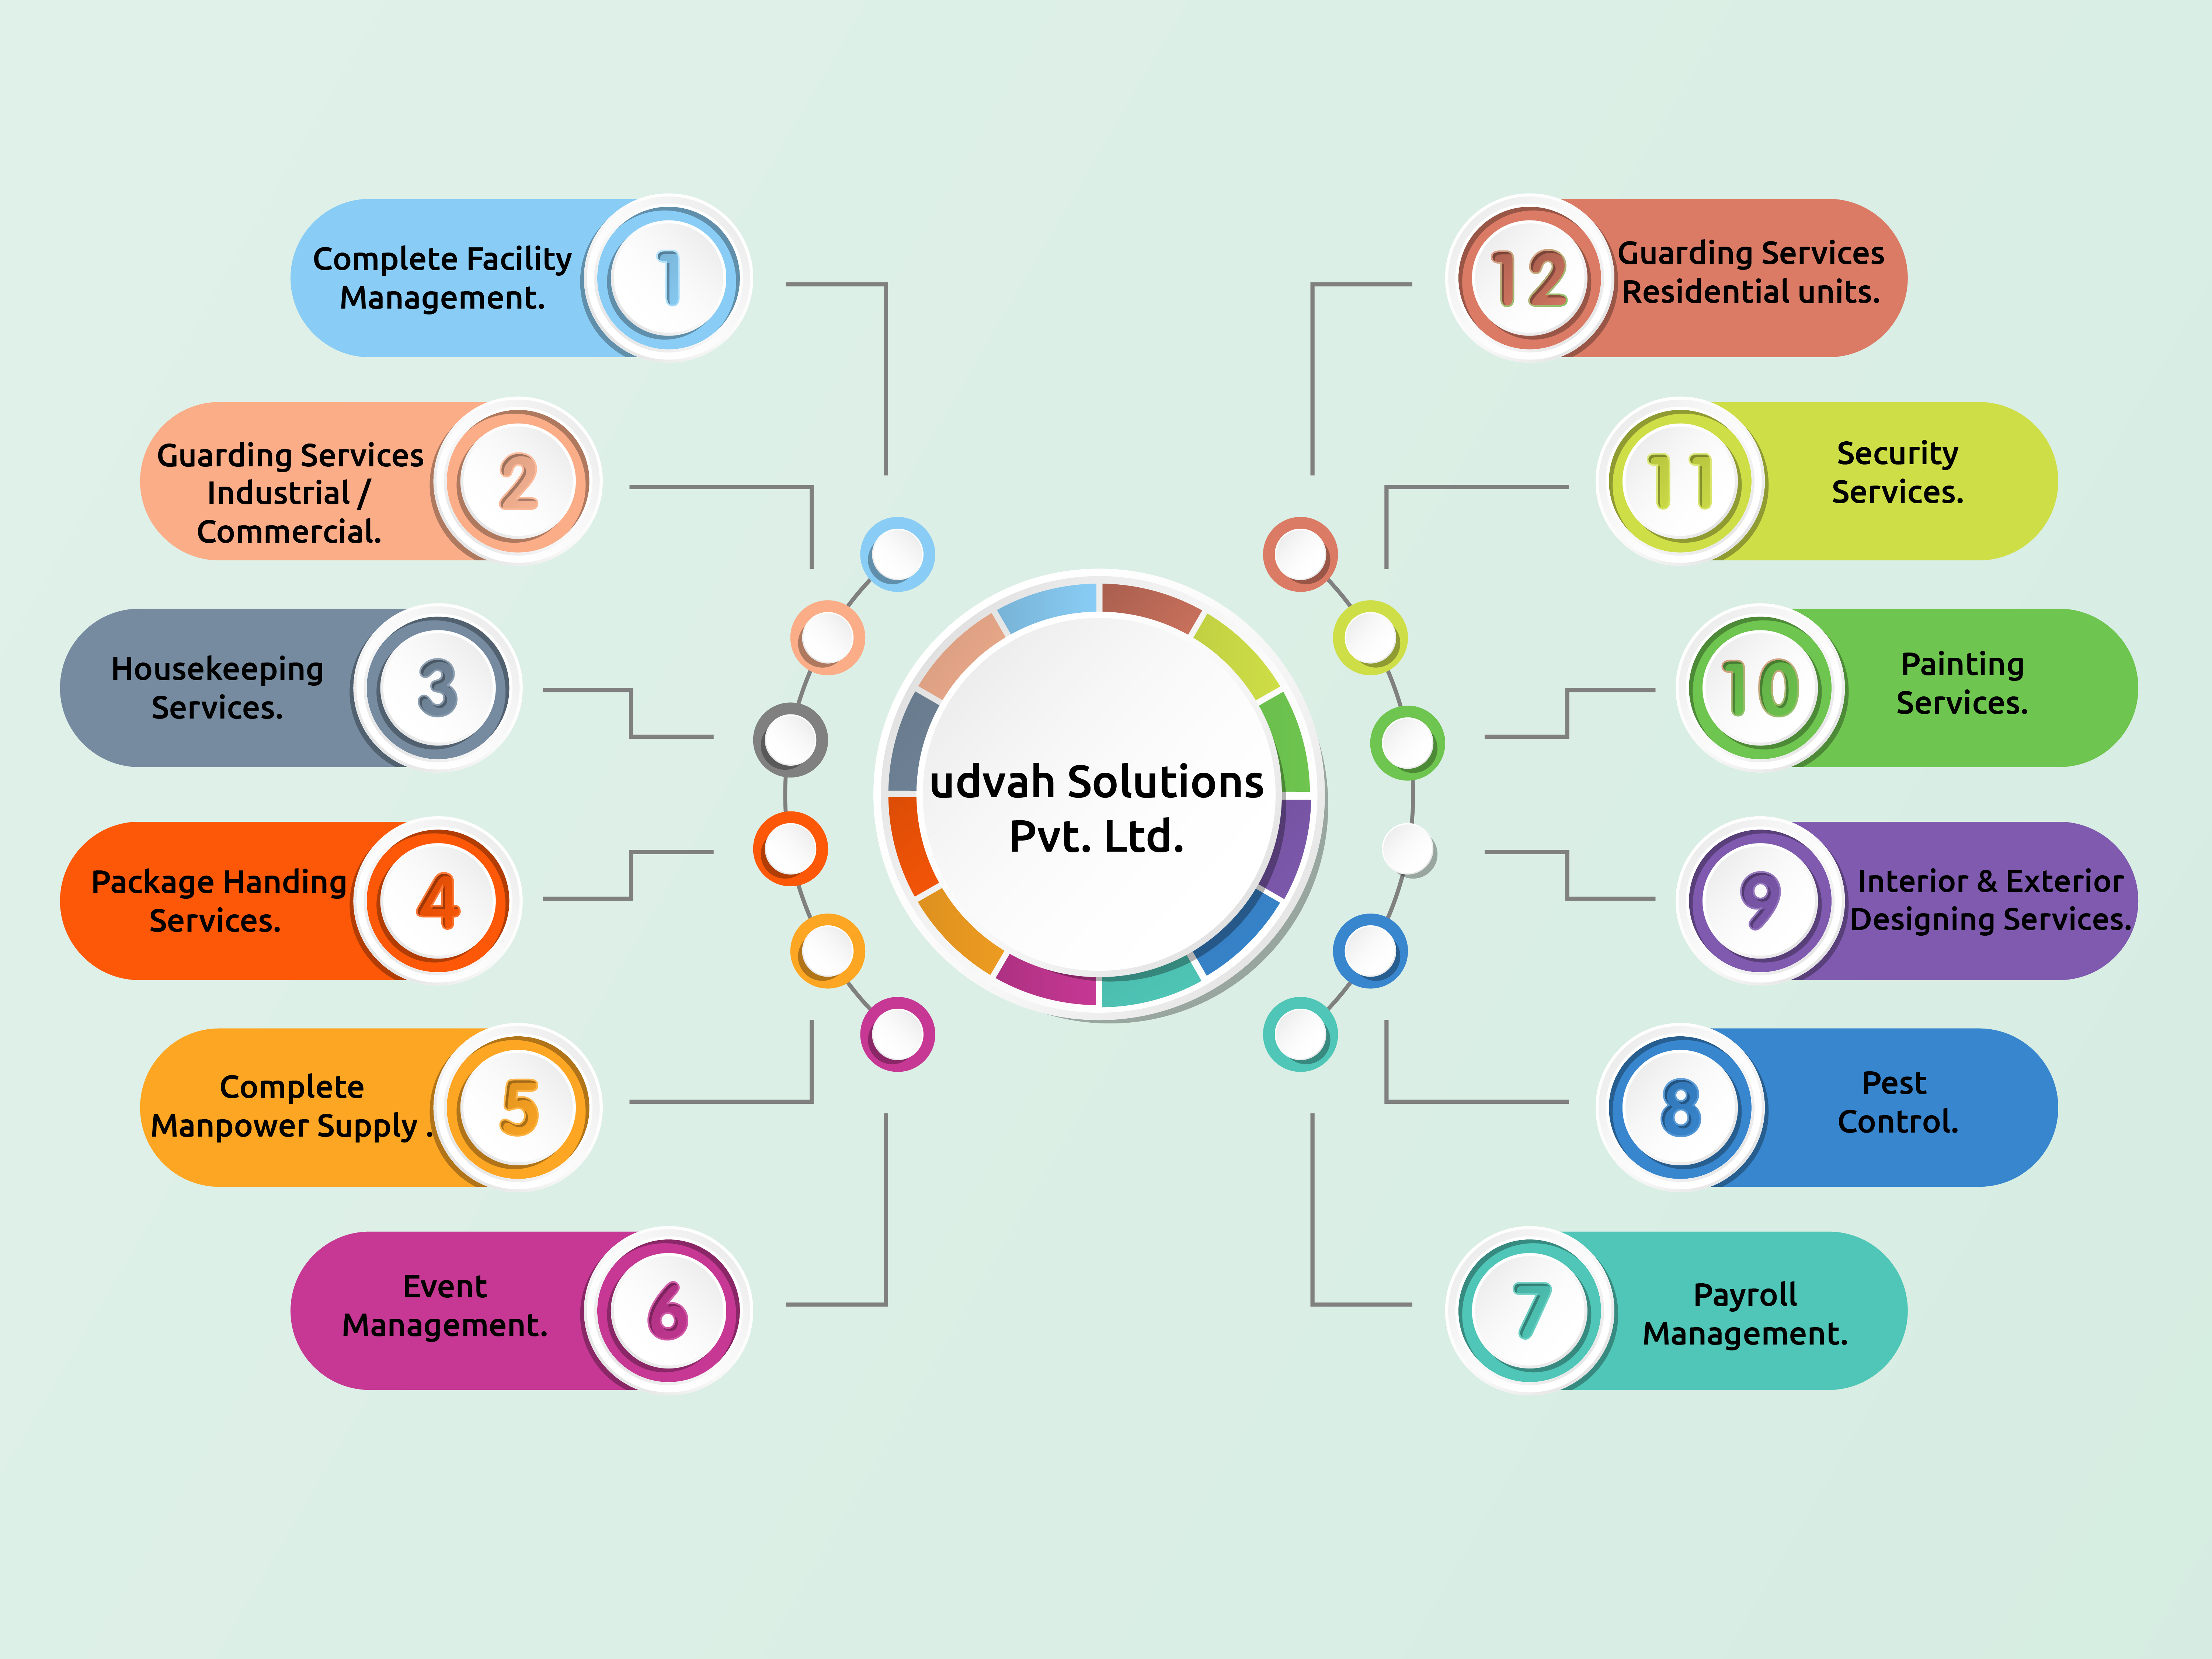 Complete Facility
Management.
1
Guarding Services
Industrial /
Commercial.
2
Housekeeping
Services.
3
Package Handing
Services.
4
Complete
Manpower Supply .
5
Event
Management.
6
udvah Solutions
Pvt. Ltd.
12
Guarding Services
Residential units.
11
Security
Services.
10
Painting
Services.
9
Interior & Exterior
Designing Services.
8
Pest
Control.
7
Payroll
Management.